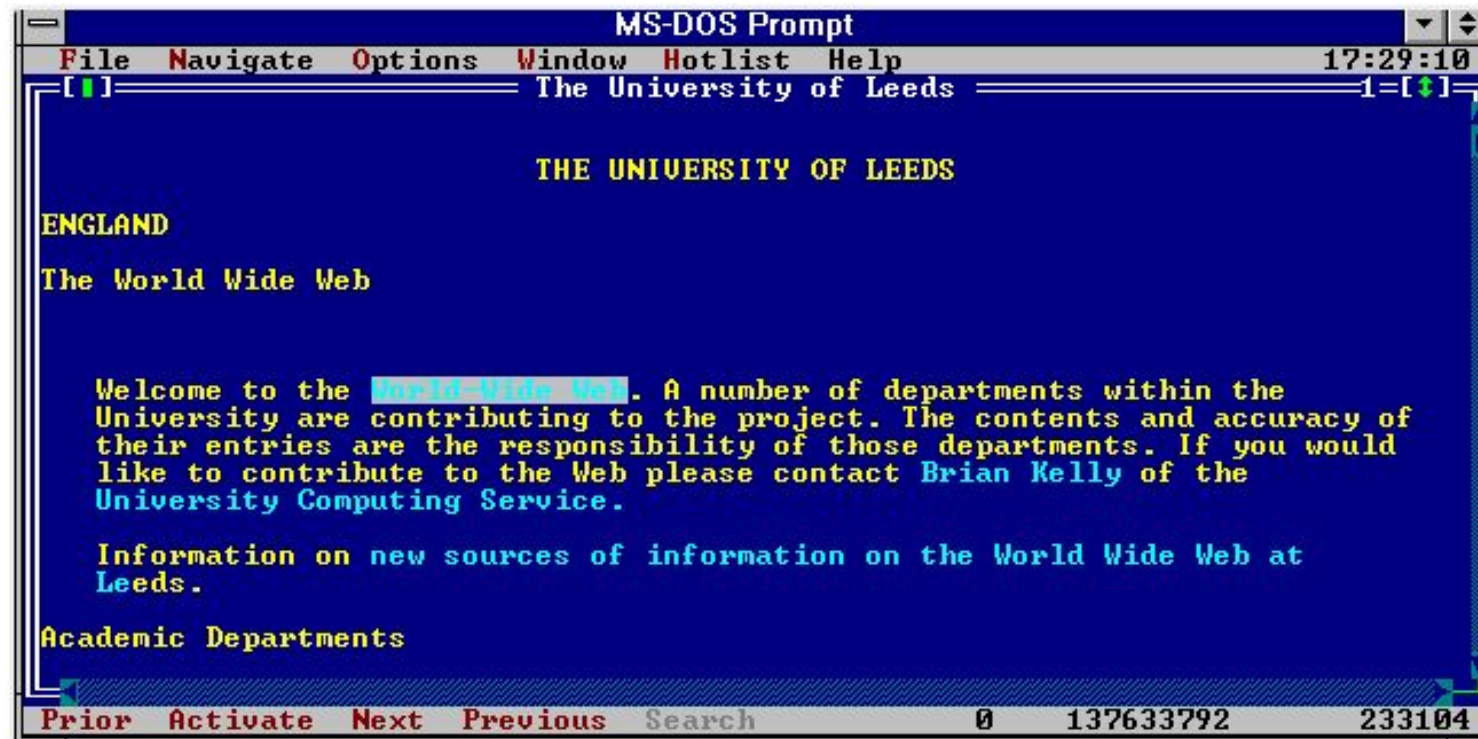 MS-DOS Prompt
File Navigate Options Window Hotlist Help 17:29:10
The University of Leeds 1
THE UNIVERSITY OF LEEDS
ENGLAND
The World Wide Web
Welcome to the World-Wide Web. A number of departments within the
University are contributing to the project. The contents and accuracy of
their entries are the responsibility of those departments. If you would
like to contribute to the Web please contact Brian Kelly of the
University Computing Service.
Information on new sources of information on the World Wide Web at
Leeds.
Academic Departments
Prior Activate Next Previous Search 0 137633792 233104